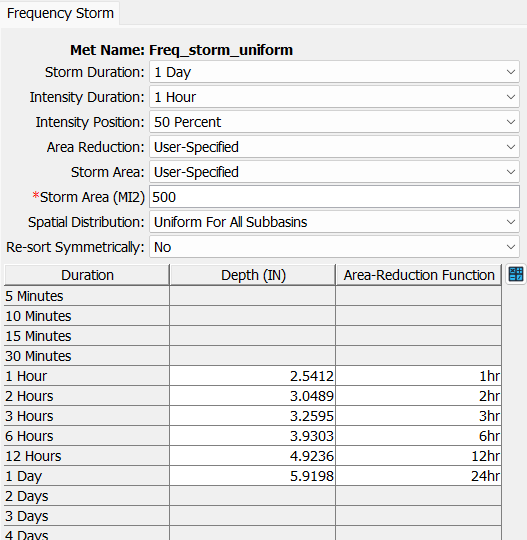 Frequency Storm
Met Name: Freq_storm_uniform
Storm Duration: 1 Day
Intensity Duration: 1 Hour
Intensity Position: 50 Percent
Area Reduction: User-Specified
Storm Area: User-Specified
*Storm Area (MI2) 500
Spatial Distribution: Uniform For All Subbasins
Re-sort Symmetrically: No
Duration Depth (IN) Area-Reduction Function
5 Minutes
10 Minutes
15 Minutes
30 Minutes
1 Hour 2.5412 1hr
2 Hours 3.0489 2hr
3 Hours 3.2595 3hr
6 Hours 3.9303 6hr
12 Hours 4.9236 12hr
1 Day 5.9198 24hr
2 Days
3 Days
4 Days